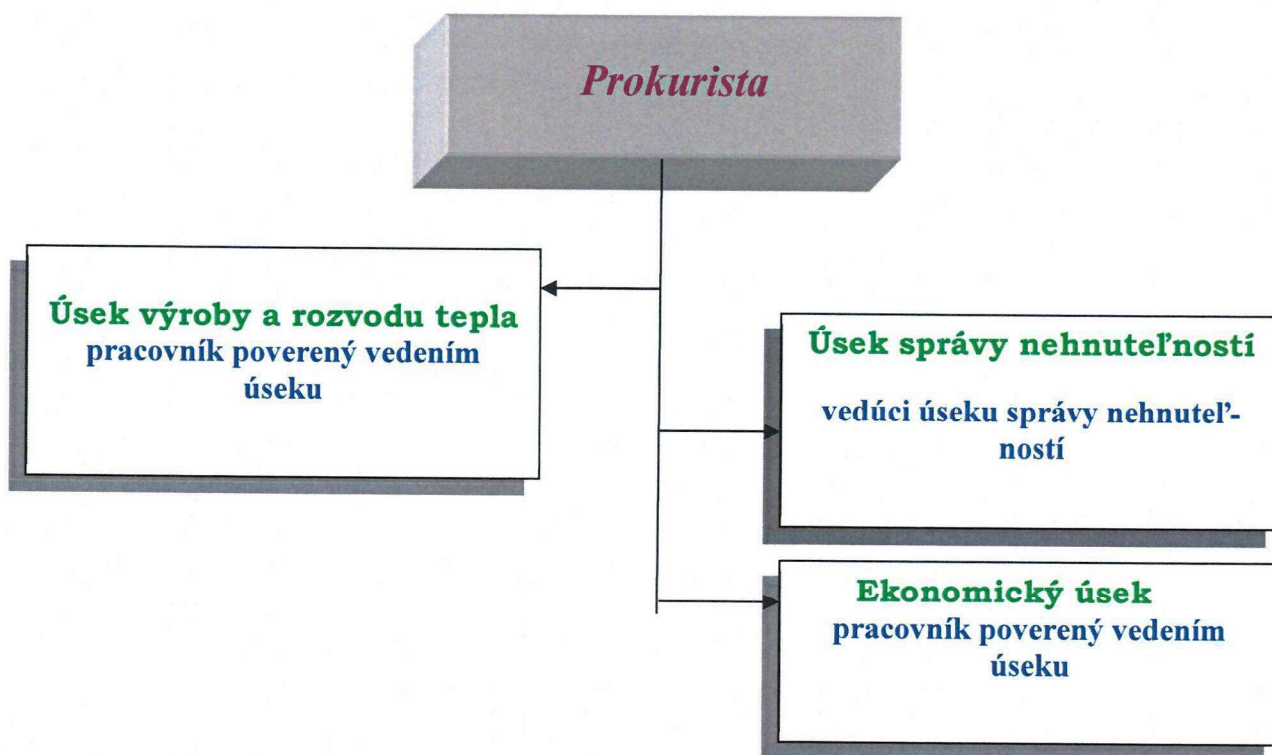 Prokurista
Úsek výroby a rozvodu tepla
pracovník poverený vedením
úseku
Úsek správy nehnuteľností
vedúci úseku správy nehnuteľ-
ností
Ekonomický úsek
pracovník poverený vedením
úseku